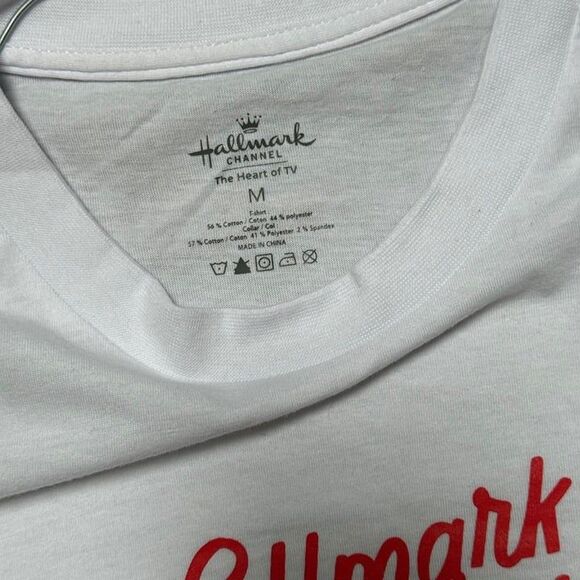 Hallmark
CHANNEL
The Heart of TV
M
T-shirt
56 % Cotton / Coton 44 % polyester
Collar / Col
57 % Cotton / Coton 41 % Polyester 2 % Spandex
MADE IN CHINA